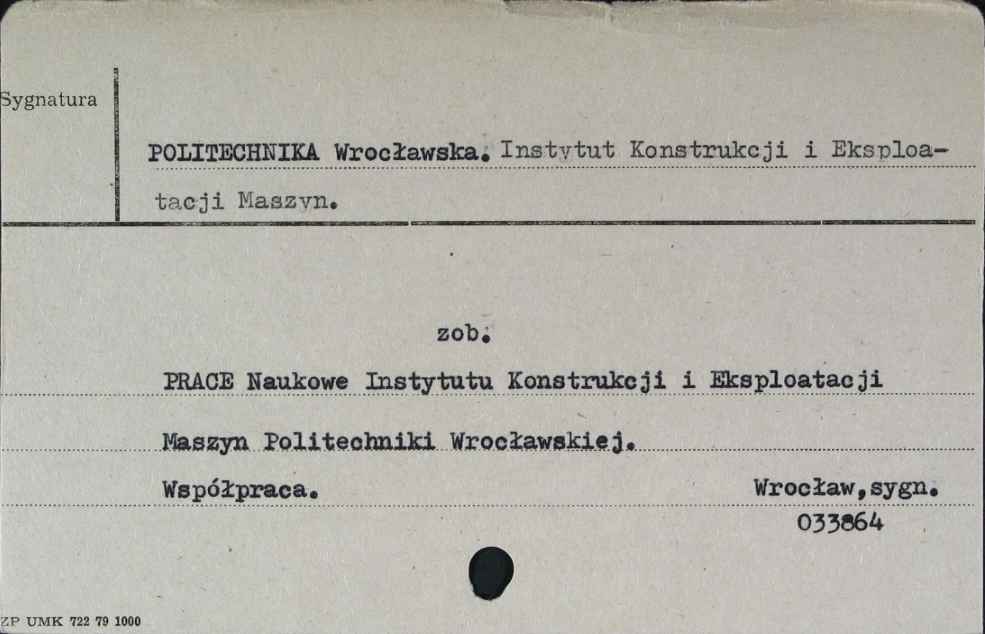 Sygnatura
POLITECHNIKA Wrocławska. Instytut Konstrukcji i Eksploa-
tacji Maszyn.
zob.
PRACE Naukowe Instytutu Konstrukcji i Eksploatacji
Maszyn Politechniki Wrocławskiej.
Współpraca. Wrocław,sygn.
033864
ZP UMK 722 79 1000